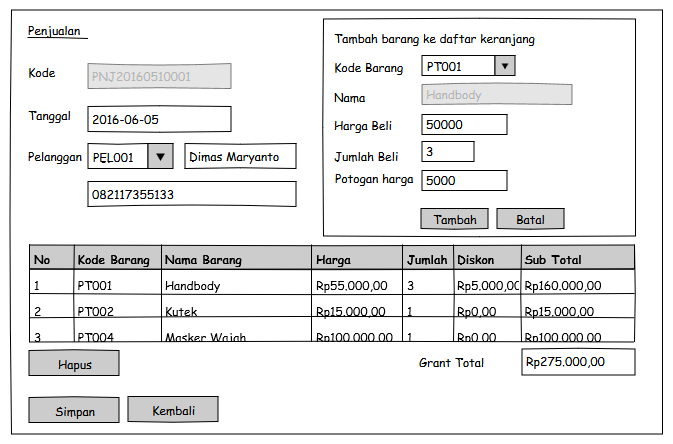 Penjualan
Kode PNJ20160510001
Tanggal 2016-06-05
Pelanggan PEL001 Dimas Maryanto
082117355133
Tambah barang ke daftar keranjang
Kode Barang PT001
Nama Handbody
Harga Beli 50000
Jumlah Beli 3
Potogan harga 5000
Tambah Batal
No Kode Barang Nama Barang Harga Jumlah Diskon Sub Total
1 PT001 Handbody Rp55.000,00 3 Rp5.000,00 Rp160.000,00
2 PT002 Kutek Rp15.000,00 1 Rp0,00 Rp15.000,00
3 PT004 Masker Wajah Rp100.000,00 1 Rp0,00 Rp100.000,00
Hapus Grant Total Rp275.000,00
Simpan Kembali